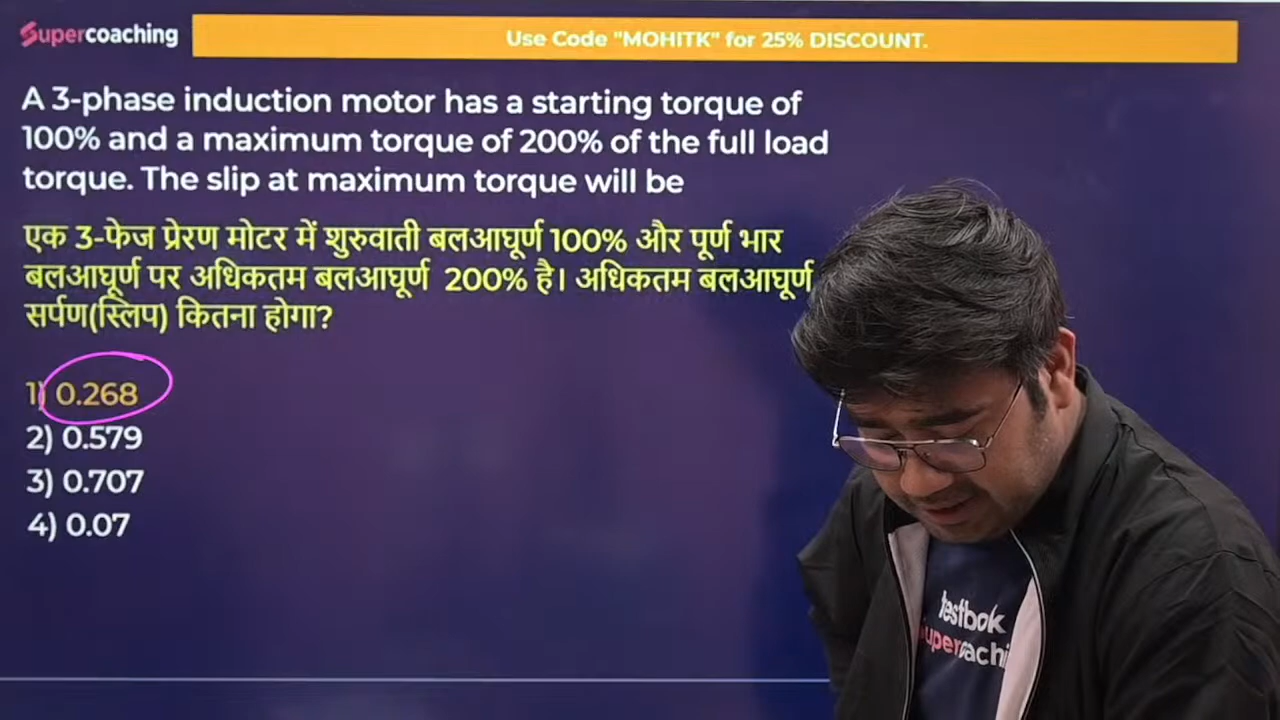 Supercoaching
Use Code "MOHITK" for 25% DISCOUNT.
A 3-phase induction motor has a starting torque of
100% and a maximum torque of 200% of the full load
torque. The slip at maximum torque will be
एक 3-फेज प्रेरण मोटर में शुरुवाती बलआघूर्ण 100% और पूर्ण भार
बलआघूर्ण पर अधिकतम बलआघूर्ण 200% है। अधिकतम बलआघूर्ण
सर्पण(स्लिप) कितना होगा?
1) 0.268
2) 0.579
3) 0.707
4) 0.07
testbook
Supercoachi